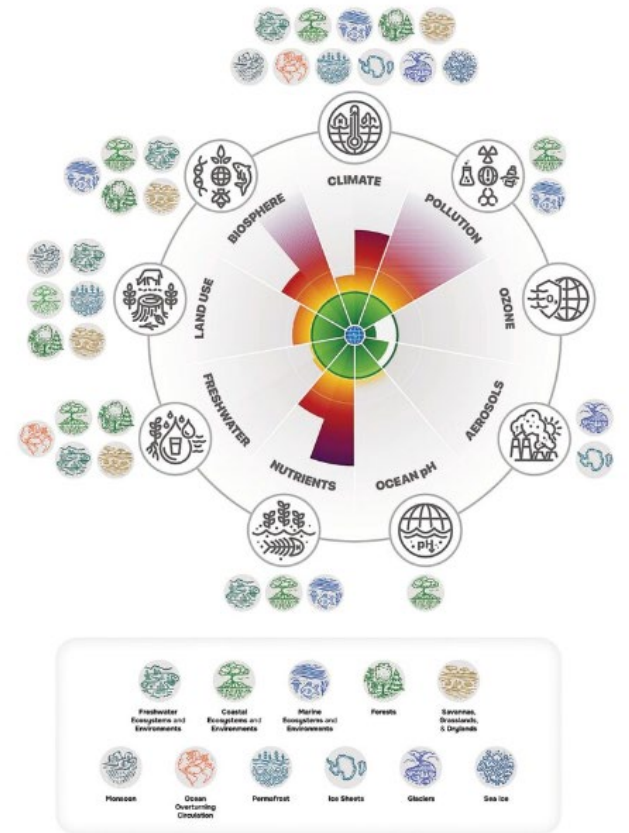 CLIMATE
BIOSPHERE
POLLUTION
LAND USE
OZONE
FRESHWATER
AEROSOLS
NUTRIENTS
OCEAN pH
pH
Freshwater
Ecosystems and
Environments
Coastal
Ecosystems and
Environments
Marine
Ecosystems and
Environments
Forests
Savannas,
Grasslands,
& Drylands
Monsoon
Ocean
Overturning
Circulation
Permafrost
Ice Sheets
Glaciers
Sea Ice